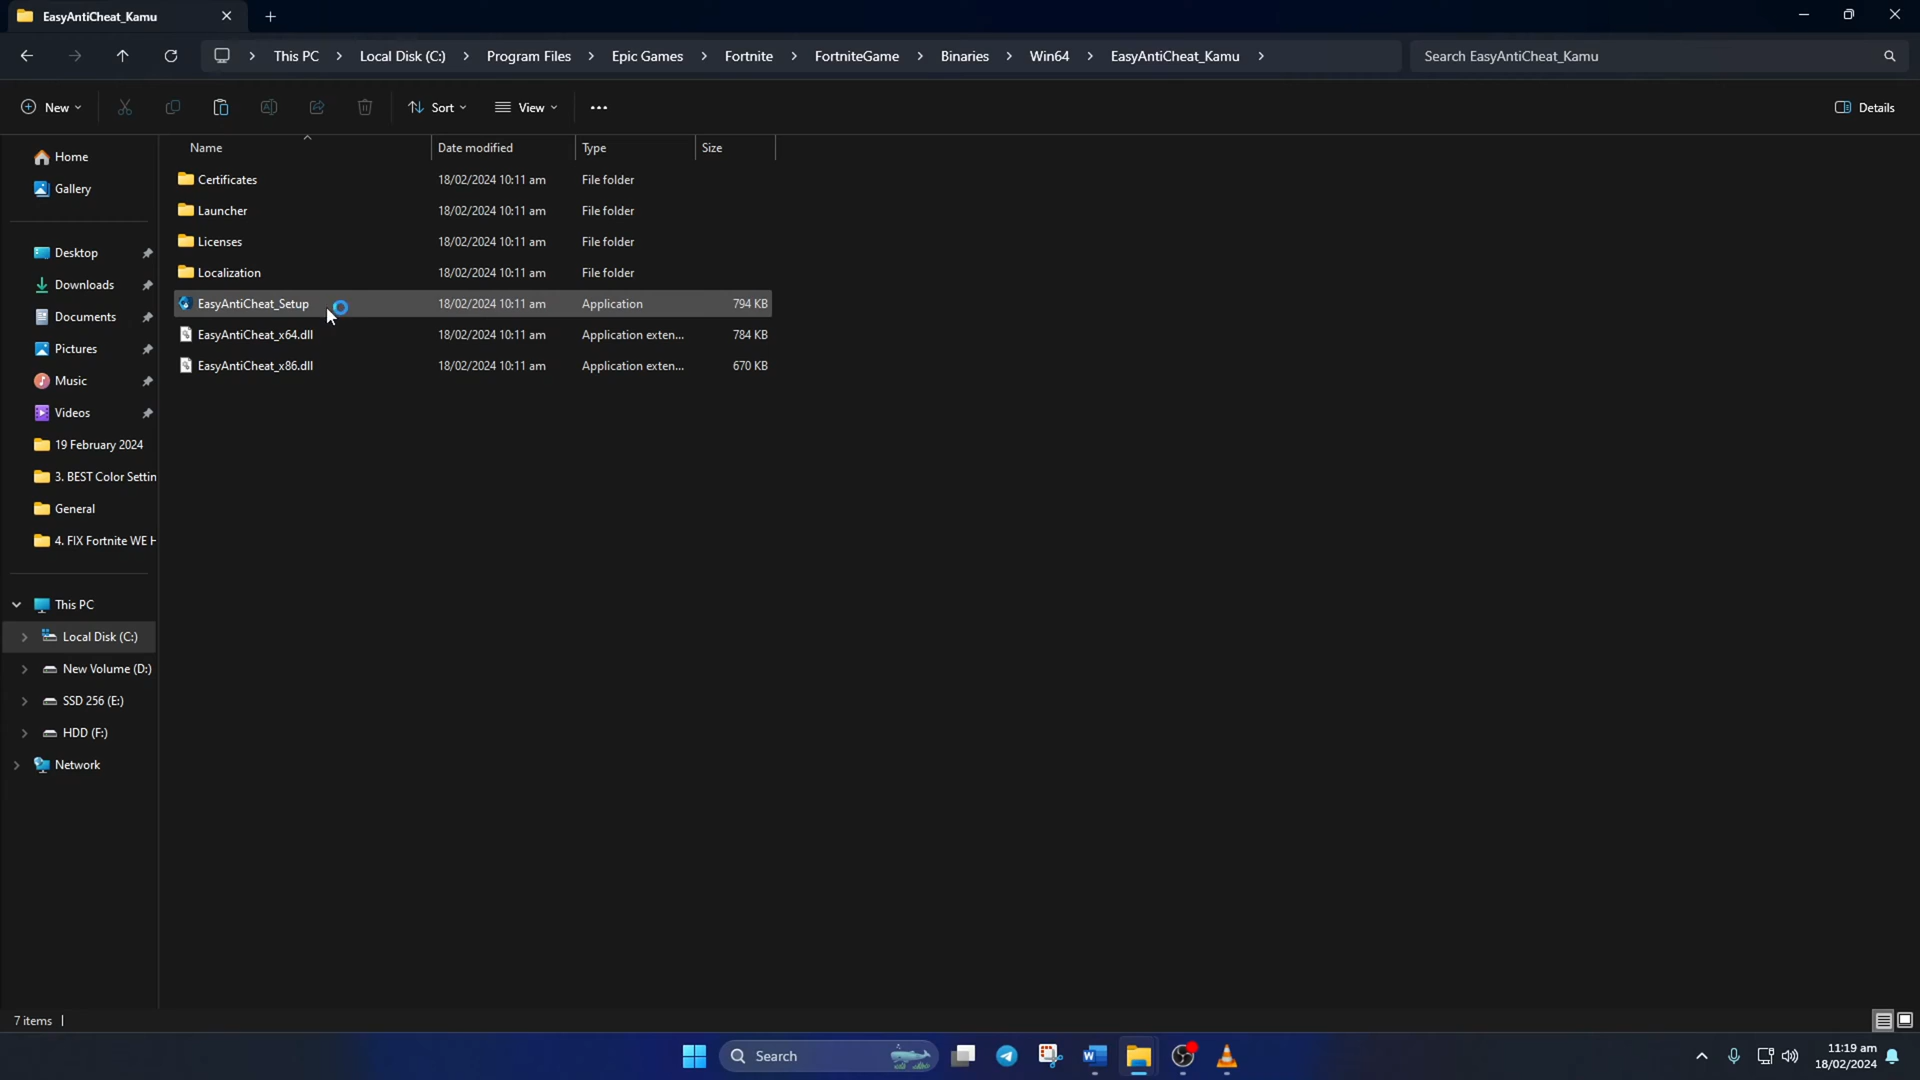 EasyAntiCheat_Kamu
This PC > Local Disk (C:) > Program Files > Epic Games > Fortnite > FortniteGame > Binaries > Win64 > EasyAntiCheat_Kamu >
Search EasyAntiCheat_Kamu
New
Sort
View
Details
Name Date modified Type Size
Certificates 18/02/2024 10:11 am File folder
Launcher 18/02/2024 10:11 am File folder
Licenses 18/02/2024 10:11 am File folder
Localization 18/02/2024 10:11 am File folder
EasyAntiCheat_Setup 18/02/2024 10:11 am Application 794 KB
EasyAntiCheat_x64.dll 18/02/2024 10:11 am Application exten... 784 KB
EasyAntiCheat_x86.dll 18/02/2024 10:11 am Application exten... 670 KB
Home
Gallery
Desktop
Downloads
Documents
Pictures
Music
Videos
19 February 2024
3. BEST Color Settin
General
4. FIX Fortnite WE H
This PC
Local Disk (C:)
New Volume (D:)
SSD 256 (E:)
HDD (F:)
Network
7 items
Search
11:19 am
18/02/2024